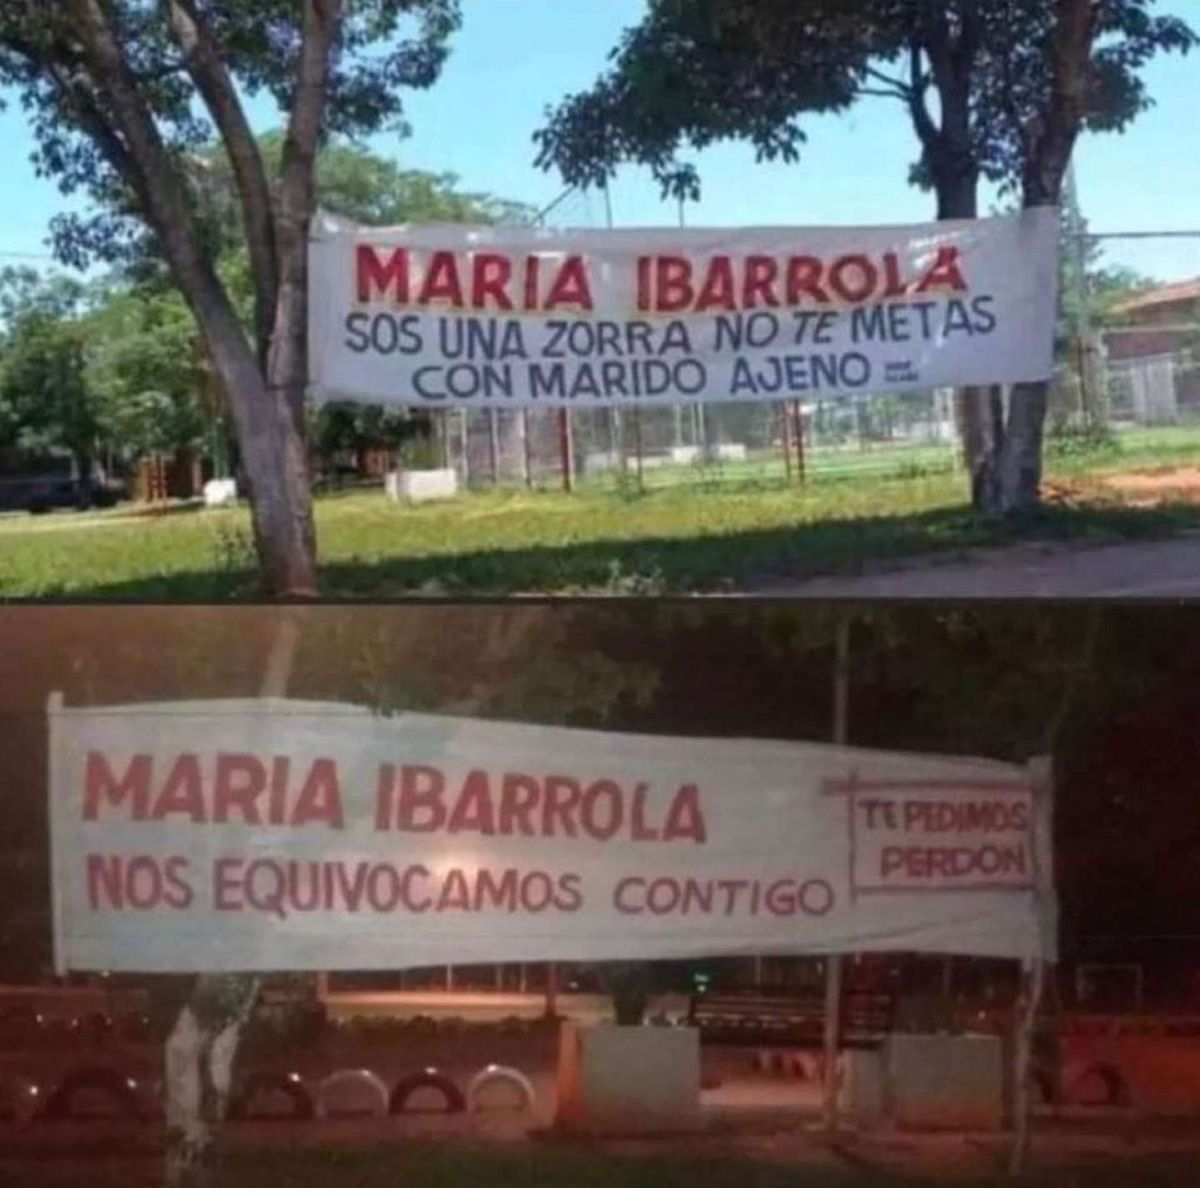 MARIA IBARROLA
SOS UNA ZORRA NO TE METAS
CON MARIDO AJENO
MARIA IBARROLA
NOS EQUIVOCAMOS CONTIGO
TE PEDIMOS
PERDON